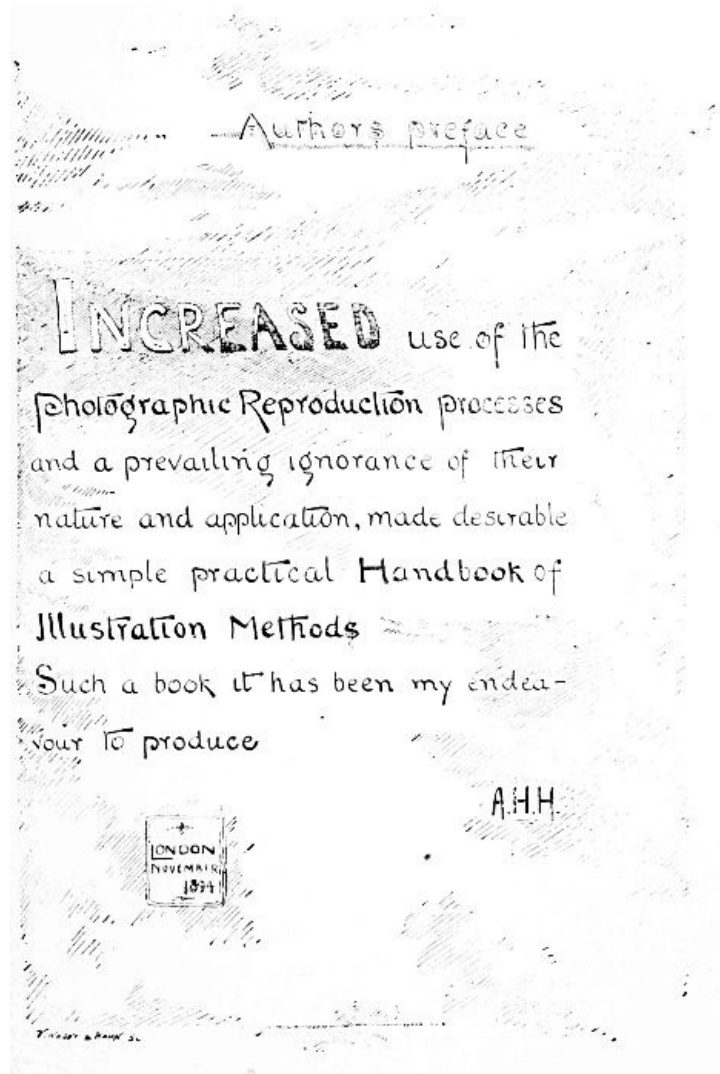 Authors preface
INCREASED use of the
Photographic Reproduction processes
and a prevailing ignorance of their
nature and application, made desirable
a simple practical Handbook of
Illustration Methods
Such a book it has been my endea-
vour to produce
A.H.H.
LONDON
NOVEMBER
1894